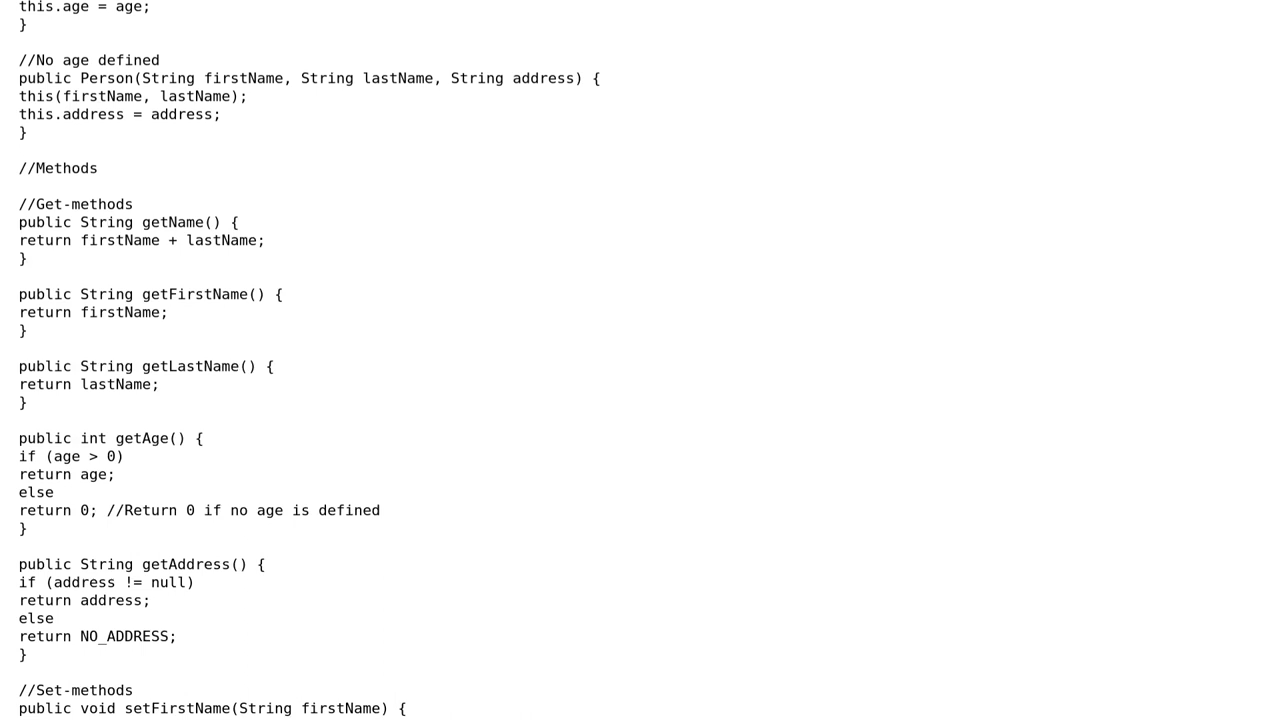 this.age = age;
}

//No age defined
public Person(String firstName, String lastName, String address) {
this(firstName, lastName);
this.address = address;
}

//Methods

//Get-methods
public String getName() {
return firstName + lastName;
}

public String getFirstName() {
return firstName;
}

public String getLastName() {
return lastName;
}

public int getAge() {
if (age > 0)
return age;
else
return 0; //Return 0 if no age is defined
}

public String getAddress() {
if (address != null)
return address;
else
return NO_ADDRESS;
}

//Set-methods
public void setFirstName(String firstName) {